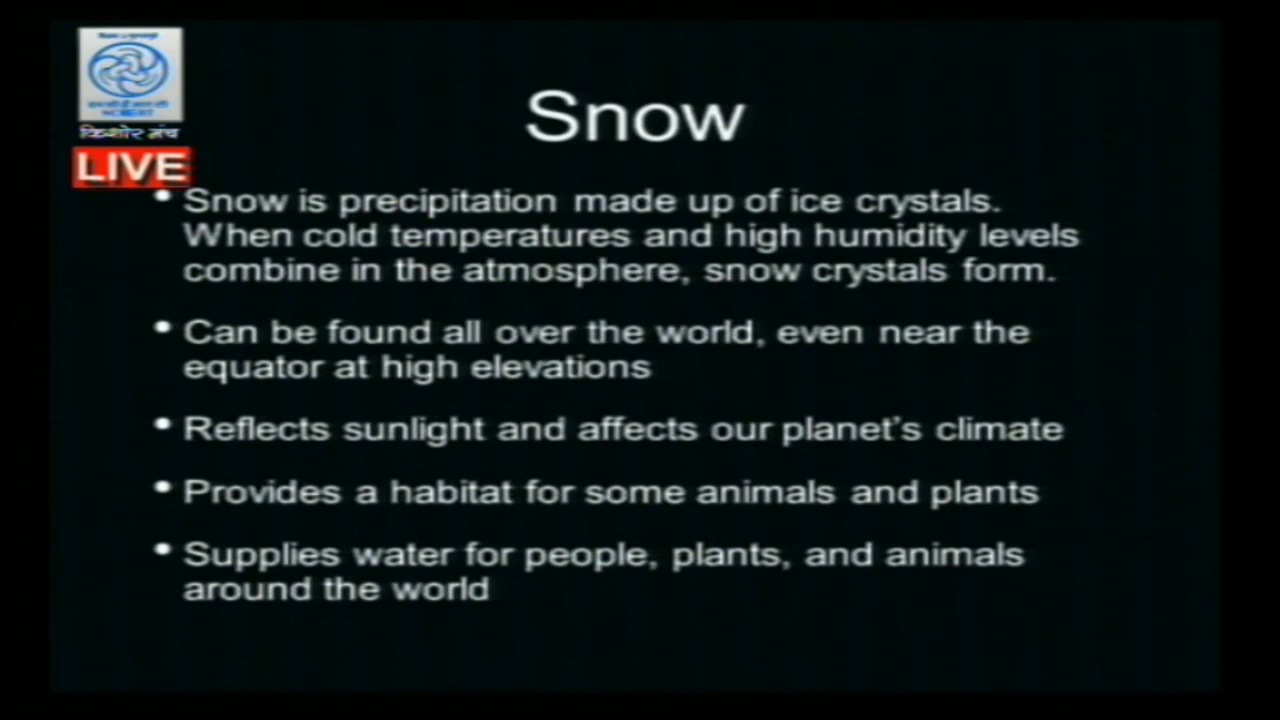 NCERT
किशोर मंच
LIVE
Snow
• Snow is precipitation made up of ice crystals.
When cold temperatures and high humidity levels
combine in the atmosphere, snow crystals form.
• Can be found all over the world, even near the
equator at high elevations
• Reflects sunlight and affects our planet’s climate
• Provides a habitat for some animals and plants
• Supplies water for people, plants, and animals
around the world